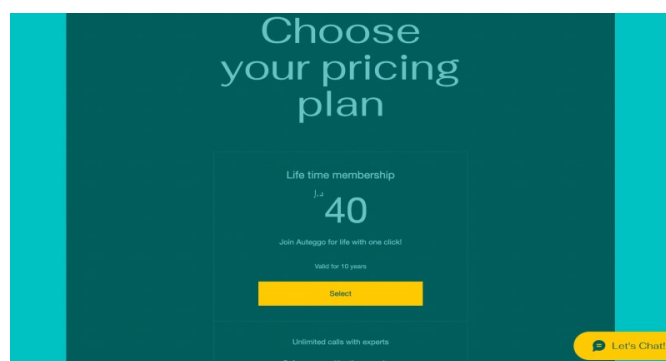 Choose
your pricing
plan
Life time membership
د.إ
40
Join Auteggo for life with one click!
Valid for 10 years
Select
Unlimited calls with experts
Let's Chat!